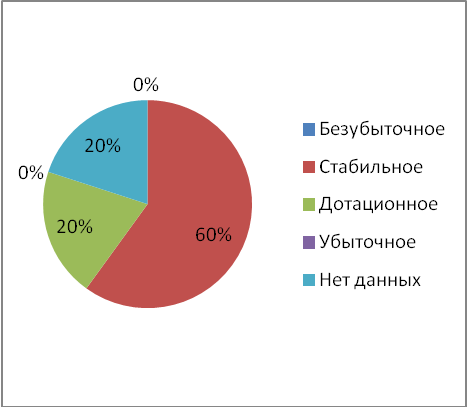 0%
20%
0%
20%
60%
Безубыточное
Стабильное
Дотационное
Убыточное
Нет данных